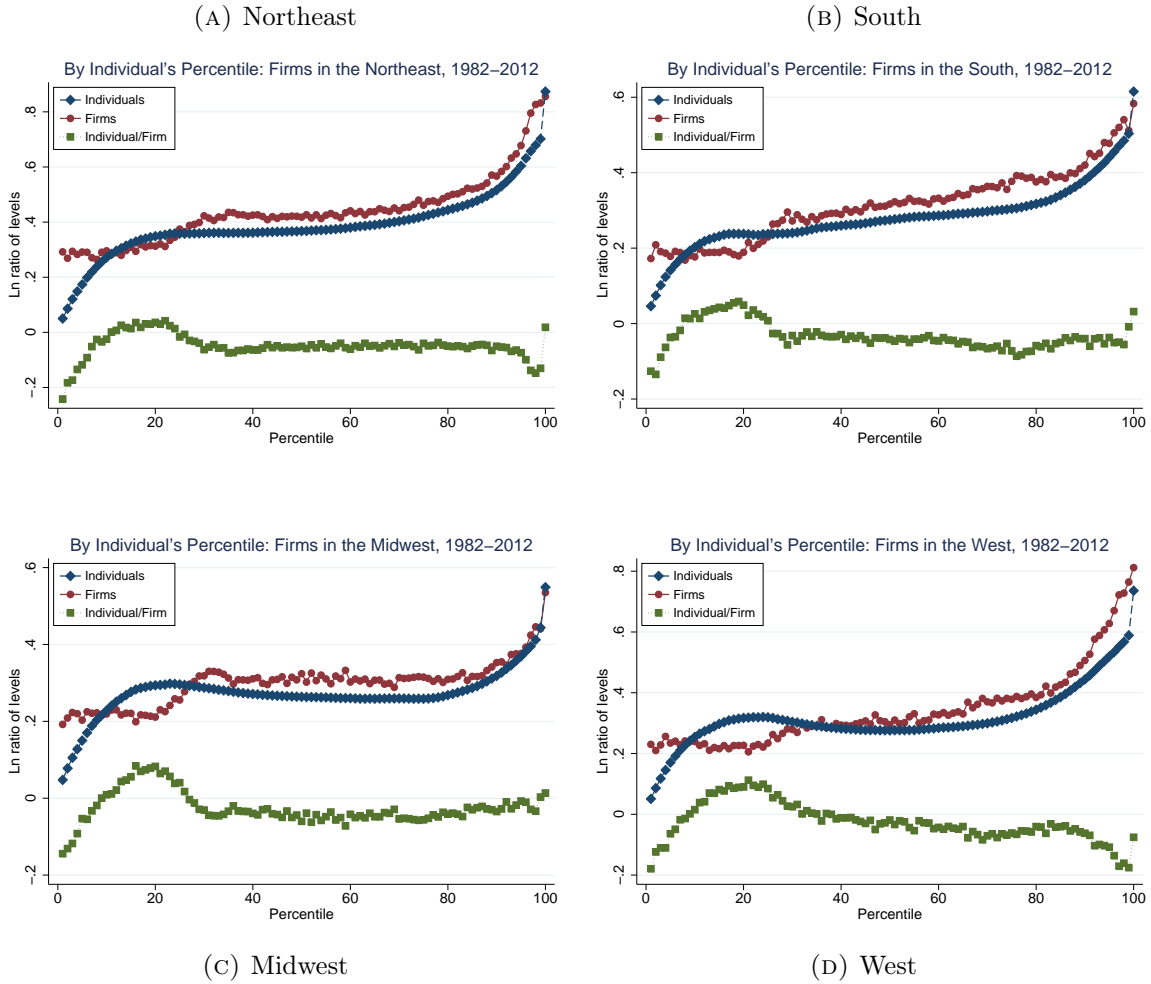 (A) Northeast
By Individual's Percentile: Firms in the Northeast, 1982–2012
Individuals
Firms
Individual/Firm
Ln ratio of levels
-.2
0
.2
.4
.6
.8
0
20
40
60
80
100
Percentile
(B) South
By Individual's Percentile: Firms in the South, 1982–2012
Individuals
Firms
Individual/Firm
Ln ratio of levels
-.2
0
.2
.4
.6
0
20
40
60
80
100
Percentile
By Individual's Percentile: Firms in the Midwest, 1982–2012
Individuals
Firms
Individual/Firm
Ln ratio of levels
-.2
0
.2
.4
.6
0
20
40
60
80
100
Percentile
(C) Midwest
By Individual's Percentile: Firms in the West, 1982–2012
Individuals
Firms
Individual/Firm
Ln ratio of levels
-.2
0
.2
.4
.6
.8
0
20
40
60
80
100
Percentile
(D) West